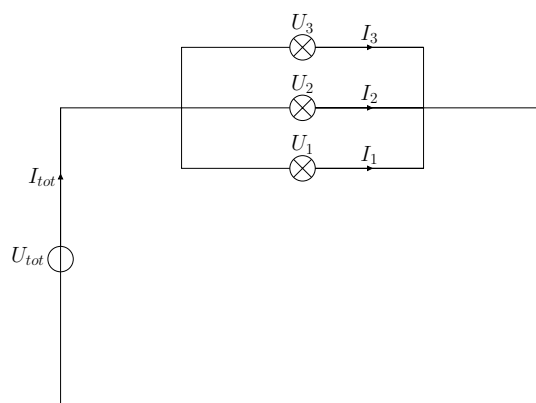 U₃ I₃
U₂ I₂
U₁ I₁
Iₜₒₜ
Uₜₒₜ